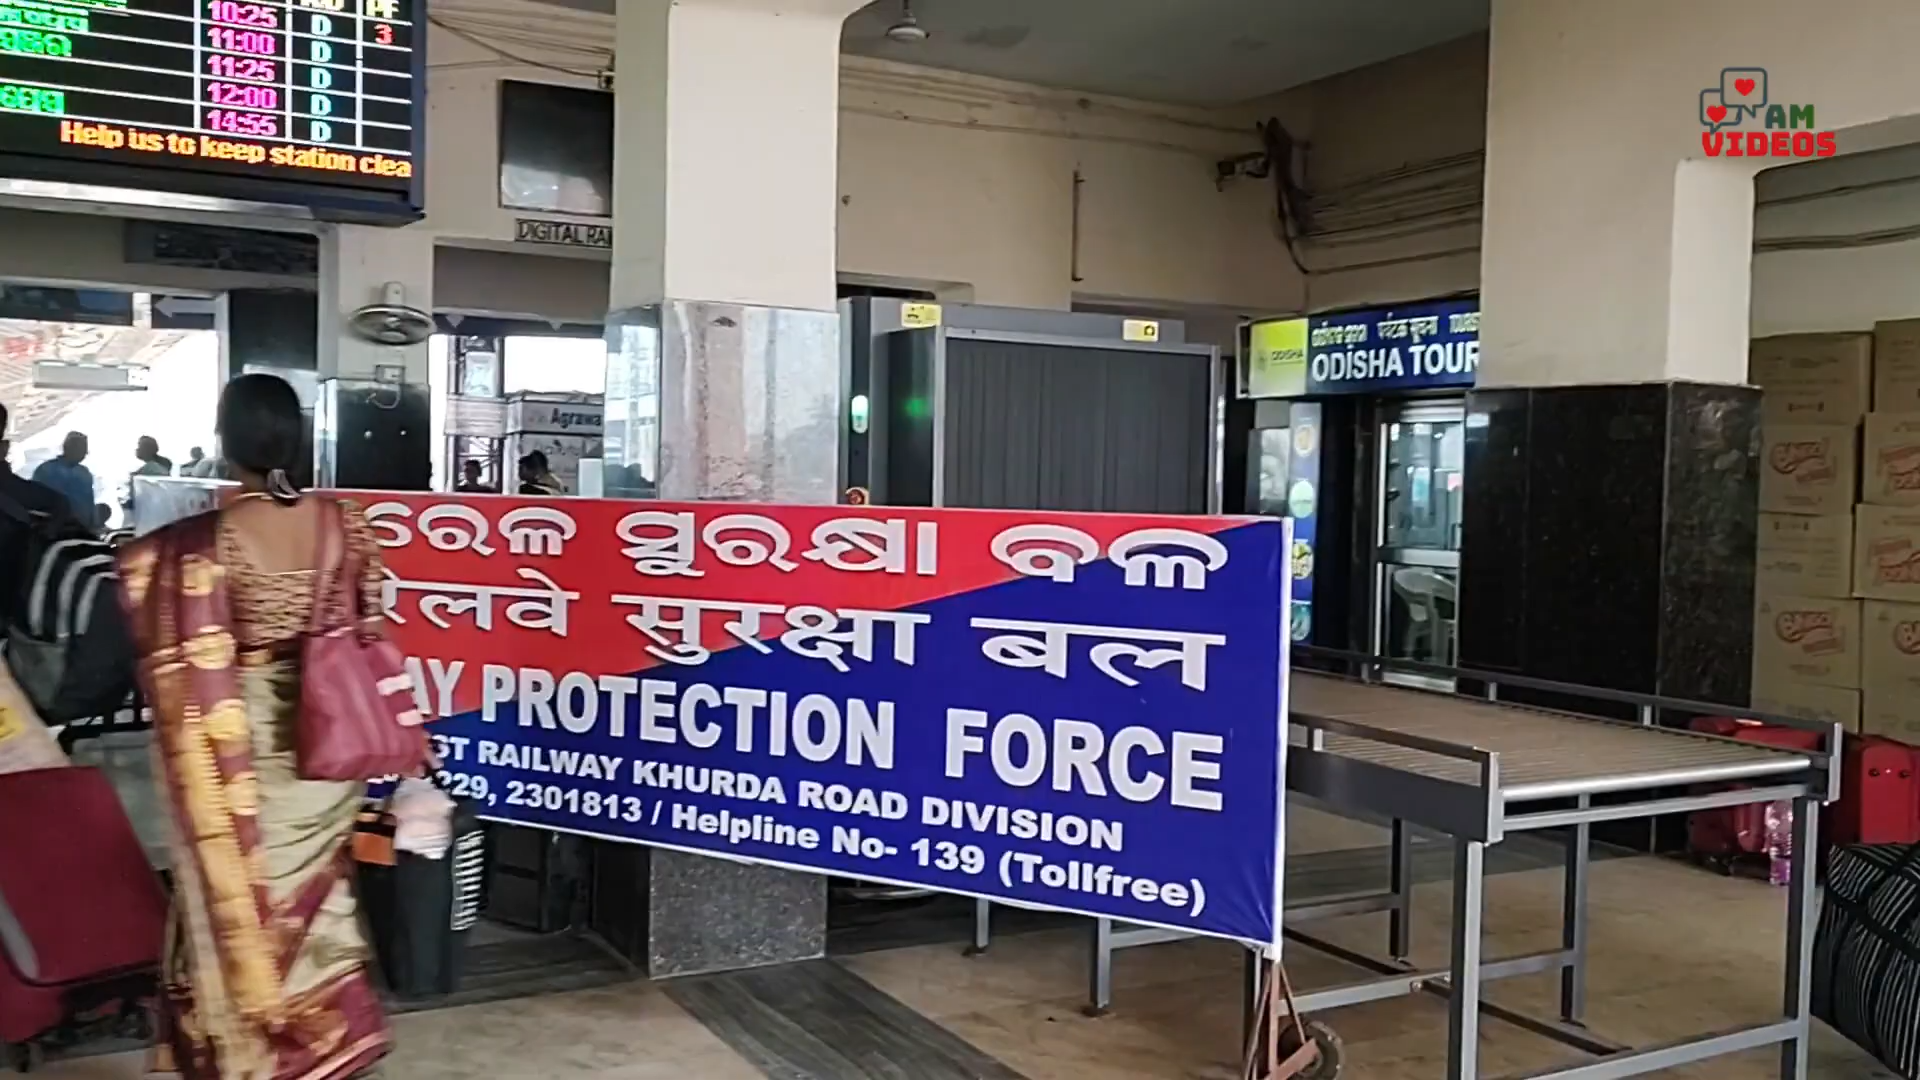 10:25 D 3
11:00 D
11:25 D
12:00 D
14:55 D
Help us to keep station clea
DIGITAL RAI
AM
VIDEOS
ODISHA TOUR
Agrawa
ରେଳ ସୁରକ୍ଷା ବଳ
रेलवे सुरक्षा बल
AY PROTECTION FORCE
ST RAILWAY KHURDA ROAD DIVISION
229, 2301813 / Helpline No- 139 (Tollfree)